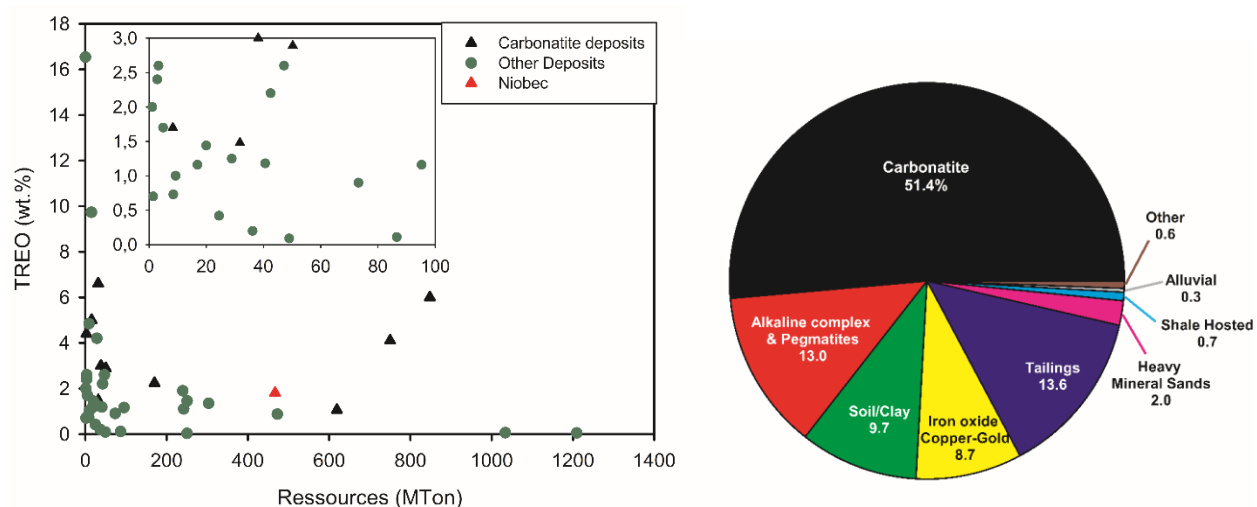 18
16
14
12
10
8
6
4
2
0
TREO (wt.%)
0
200
400
600
800
1000
1200
1400
Ressources (MTon)
3,0
2,5
2,0
1,5
1,0
0,5
0,0
0
20
40
60
80
100
Carbonatite deposits
Other Deposits
Niobec
Carbonatite
51.4%
Other
0.6
Alluvial
0.3
Shale Hosted
0.7
Heavy
Mineral Sands
2.0
Tailings
13.6
Iron oxide
Copper-Gold
8.7
Soil/Clay
9.7
Alkaline complex
& Pegmatites
13.0